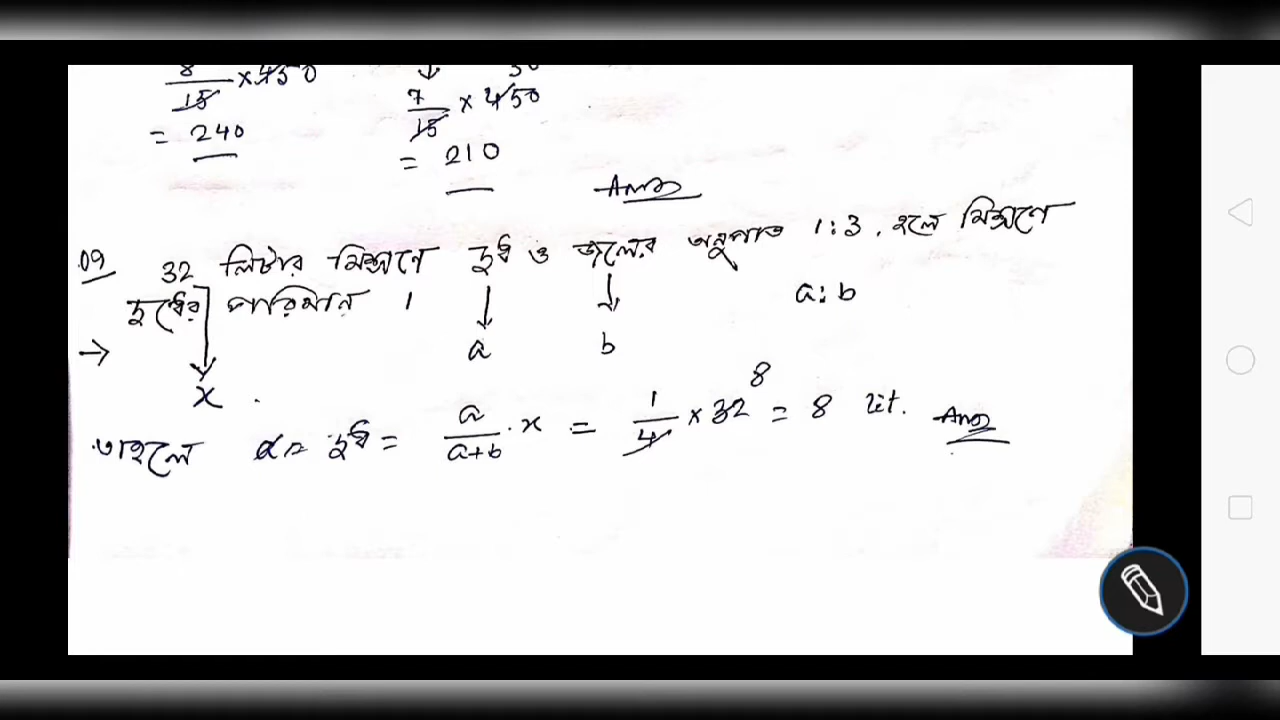 8/15 × 450
= 240
7/15 × 450 30
= 210
Ans
09 32 লিটার মিশ্রণে দুধ ও জলের অনুপাত 1:3. হলে মিশ্রণে
দুধের পরিমান ।
a:b
→ x a b
তাহলে a = দুধ = a/(a+b) · x = 1/4 × 32 8 = 8 lit. Ans